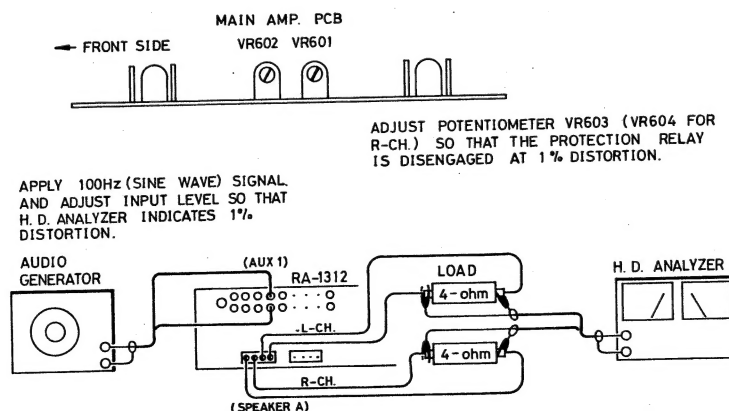 MAIN AMP. PCB
← FRONT SIDE
VR602 VR601
ADJUST POTENTIOMETER VR603 (VR604 FOR
R-CH.) SO THAT THE PROTECTION RELAY
IS DISENGAGED AT 1% DISTORTION.
APPLY 100Hz (SINE WAVE) SIGNAL
AND ADJUST INPUT LEVEL SO THAT
H. D. ANALYZER INDICATES 1%
DISTORTION.
AUDIO
GENERATOR
(AUX 1)
RA-1312
LOAD
H. D. ANALYZER
4-ohm
L-CH.
4-ohm
R-CH.
(SPEAKER A)